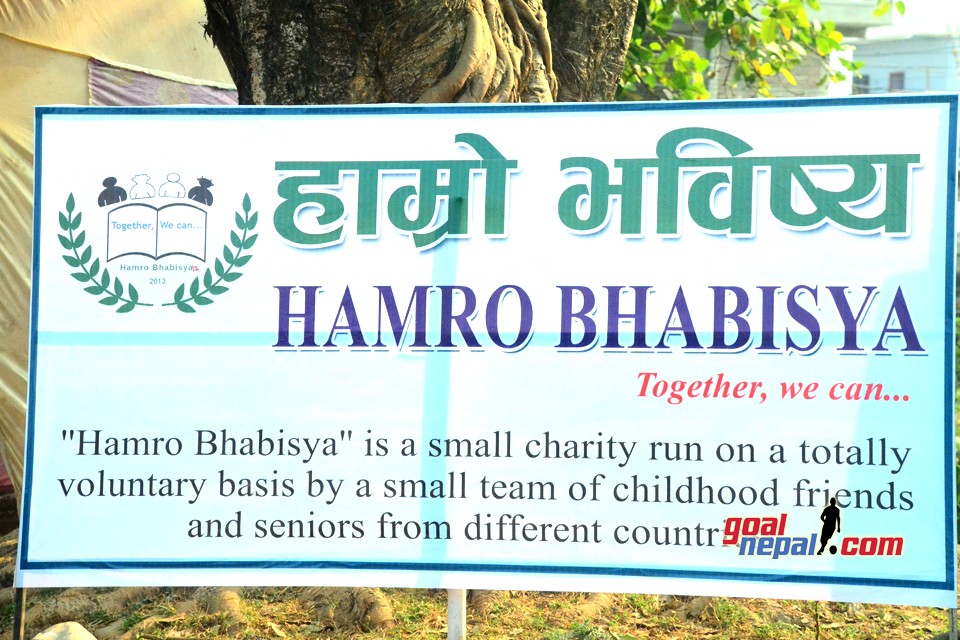 हाम्रो भविष्य
Together, We can...
Hamro Bhabisya
2013
HAMRO BHABISYA
Together, we can...
"Hamro Bhabisya" is a small charity run on a totally
voluntary basis by a small team of childhood friends
and seniors from different
goal
nepal.com